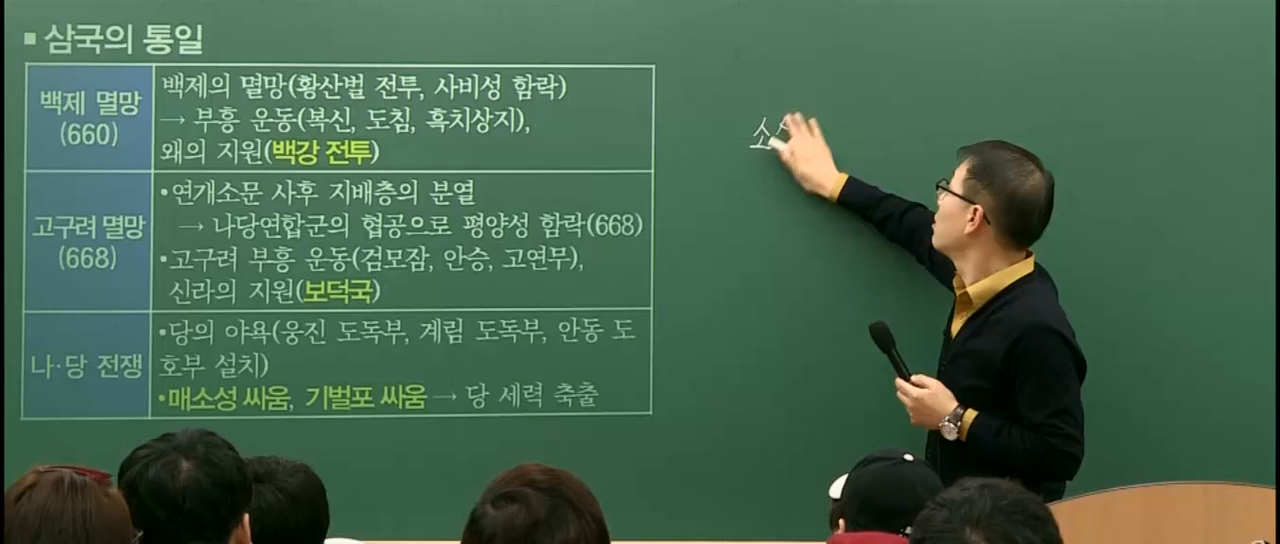 ▪ 삼국의 통일
백제 멸망
(660)
백제의 멸망(황산벌 전투, 사비성 함락)
→ 부흥 운동(복신, 도침, 흑치상지),
왜의 지원(백강 전투)
고구려 멸망
(668)
•연개소문 사후 지배층의 분열
→ 나당연합군의 협공으로 평양성 함락(668)
•고구려 부흥 운동(검모잠, 안승, 고연무),
신라의 지원(보덕국)
나·당 전쟁
•당의 야욕(웅진 도독부, 계림 도독부, 안동 도
호부 설치)
•매소성 싸움, 기벌포 싸움 → 당 세력 축출
소